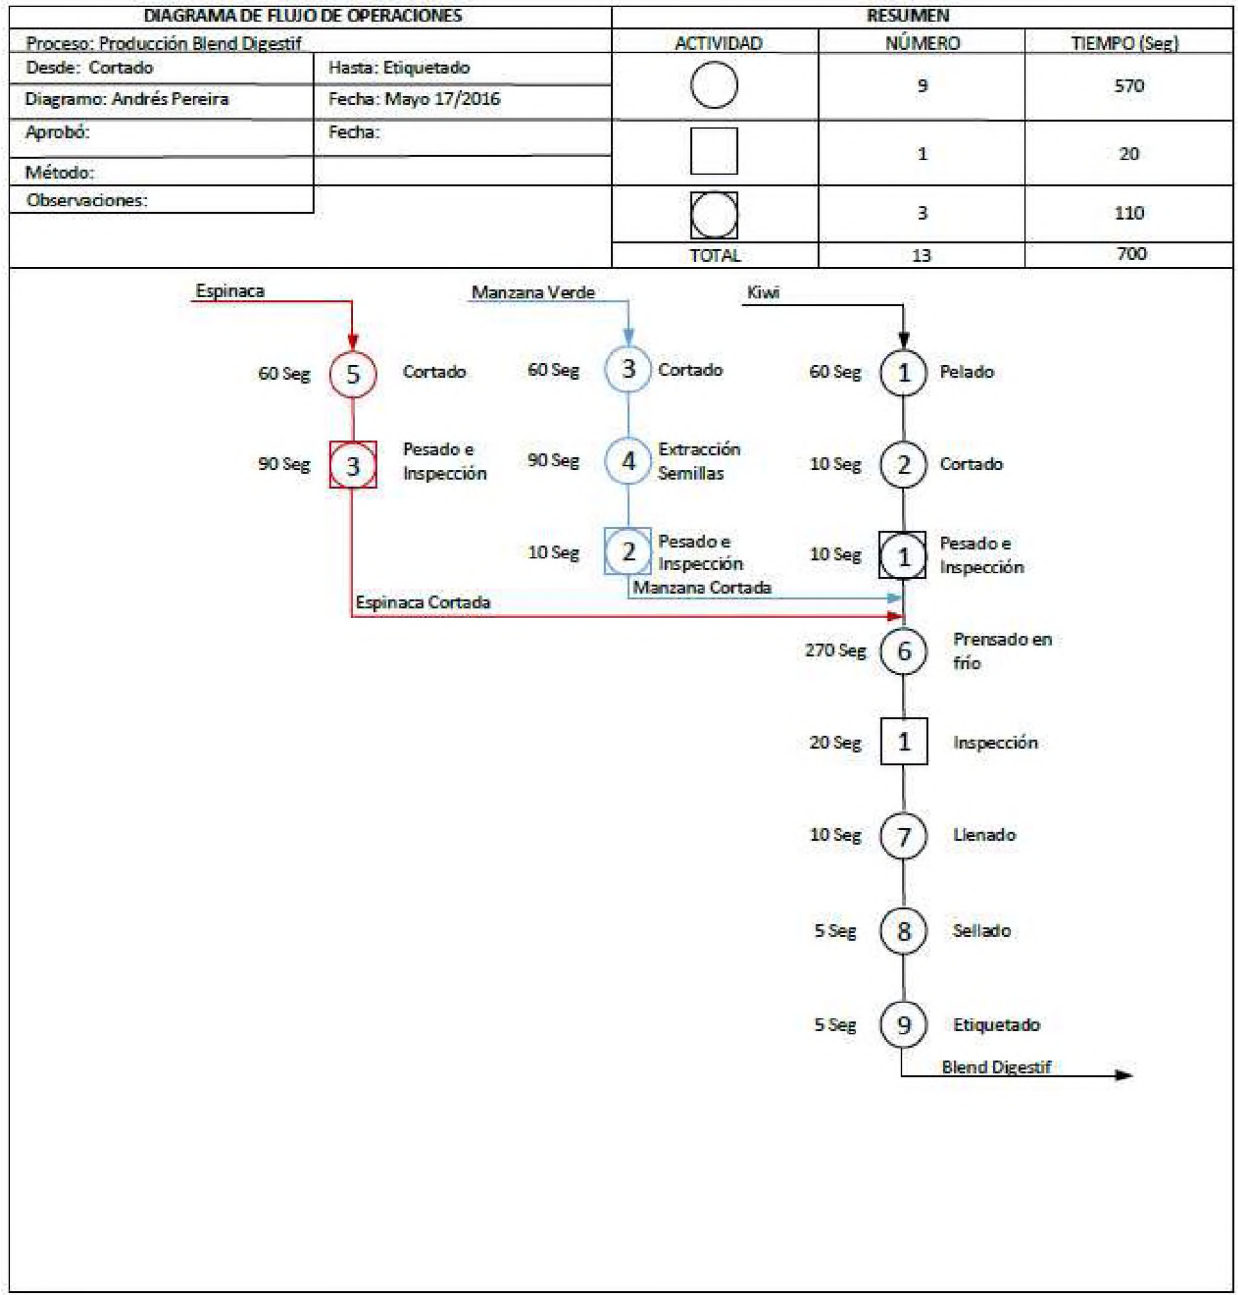 DIAGRAMA DE FLUJO DE OPERACIONES
RESUMEN
Proceso: Producción Blend Digestif
ACTIVIDAD
NÚMERO
TIEMPO (Seg)
Desde: Cortado
Hasta: Etiquetado
9
570
Diagramo: Andrés Pereira
Fecha: Mayo 17/2016
Aprobó:
Fecha:
1
20
Método:
Observaciones:
3
110
TOTAL
13
700
Espinaca
Manzana Verde
Kiwi
60 Seg
5
Cortado
60 Seg
3
Cortado
60 Seg
1
Pelado
90 Seg
3
Pesado e
Inspección
90 Seg
4
Extracción
Semillas
10 Seg
2
Cortado
10 Seg
2
Pesado e
Inspección
10 Seg
1
Pesado e
Inspección
Manzana Cortada
Espinaca Cortada
270 Seg
6
Prensado en
frío
20 Seg
1
Inspección
10 Seg
7
Llenado
5 Seg
8
Sellado
5 Seg
9
Etiquetado
Blend Digestif